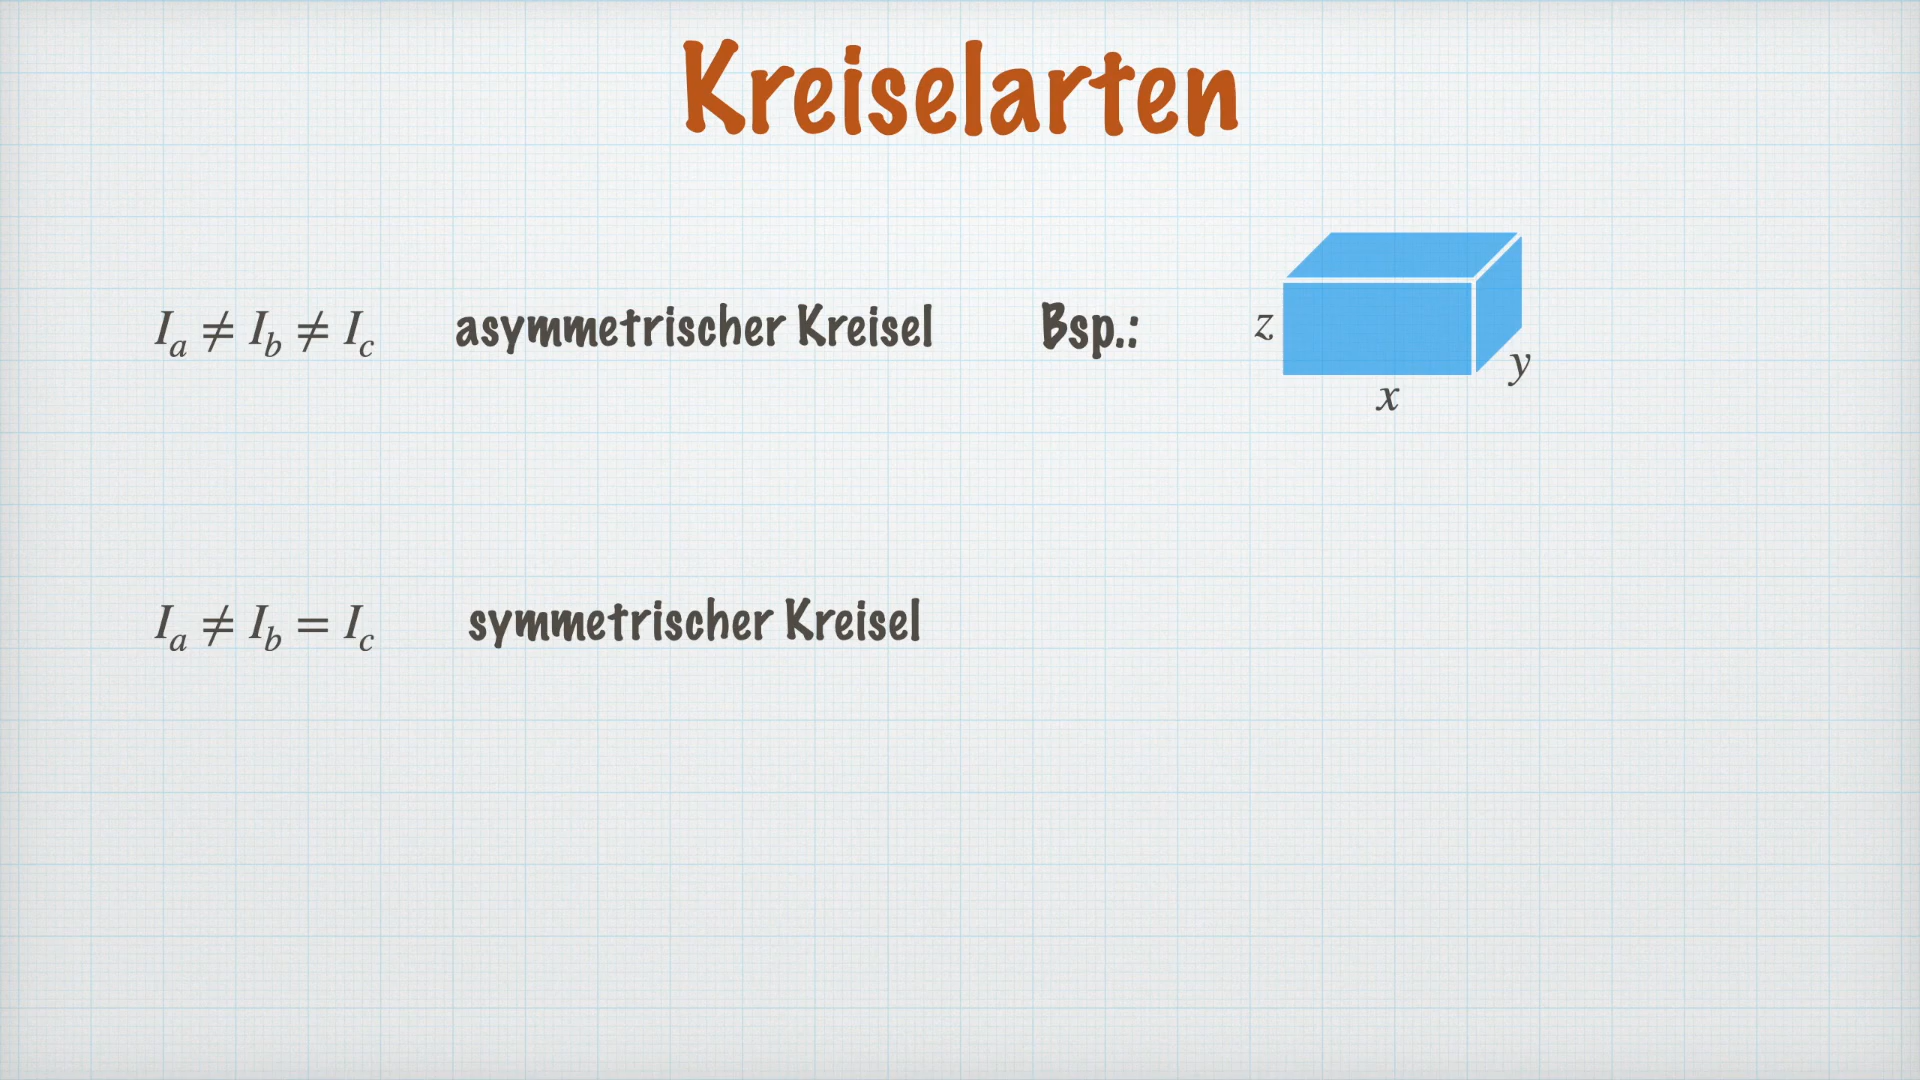 Kreiselarten
I_a ≠ I_b ≠ I_c asymmetrischer Kreisel Bsp.: z
y
x
I_a ≠ I_b = I_c symmetrischer Kreisel